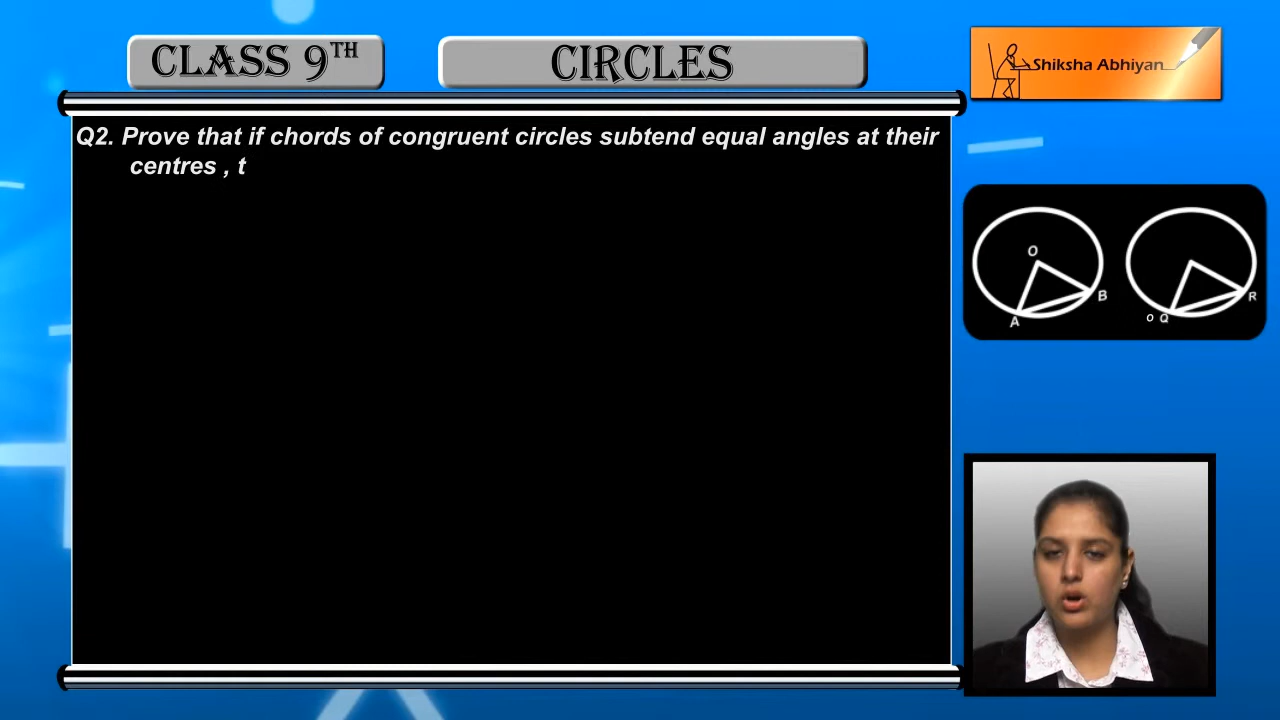 CLASS 9TH
CIRCLES
Shiksha Abhiyan
Q2. Prove that if chords of congruent circles subtend equal angles at their
centres , t
O
A
B
O Q
R